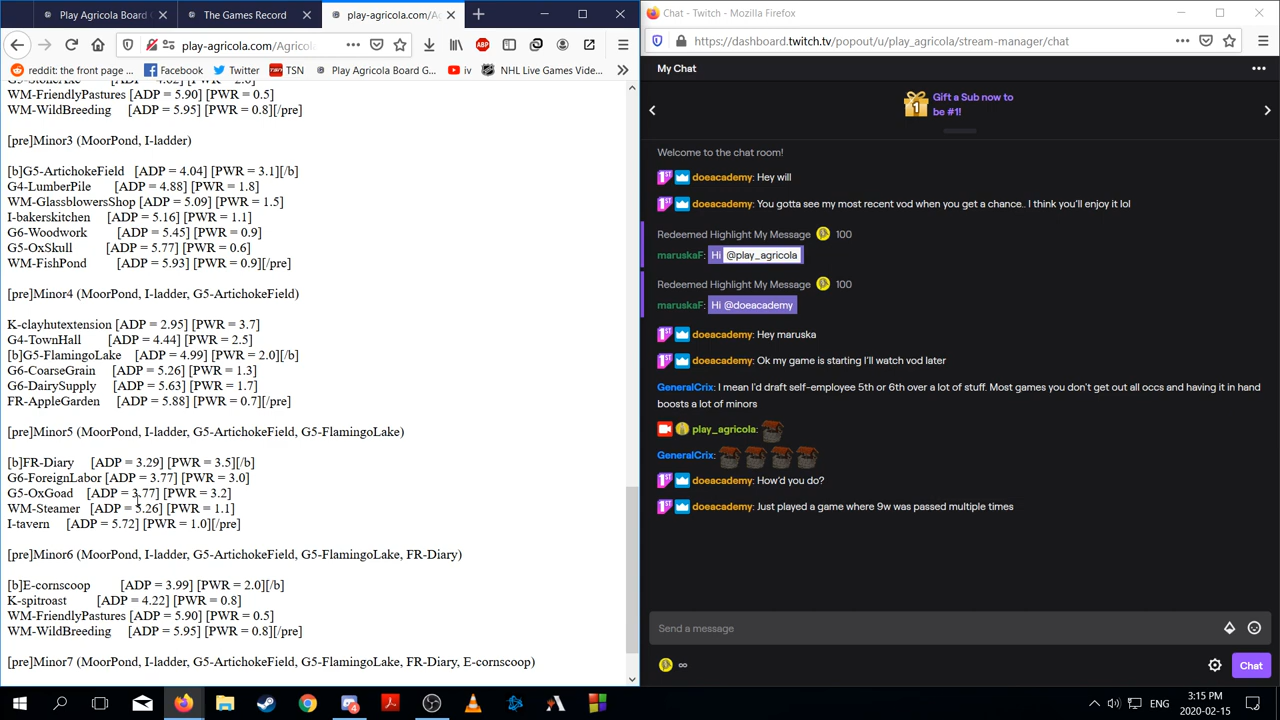 Play Agricola Board G
The Games Record
play-agricola.com/Ag
Chat - Twitch - Mozilla Firefox
play-agricola.com/Agrico
https://dashboard.twitch.tv/popout/u/play_agricola/stream-manager/chat
reddit: the front page ...
Facebook
Twitter
TSN
Play Agricola Board G...
iv
NHL Live Games Video...
WM-FriendlyPastures [ADP = 5.90] [PWR = 0.5]
WM-WildBreeding [ADP = 5.95] [PWR = 0.8][/pre]
[pre]Minor3 (MoorPond, I-ladder)
[b]G5-ArtichokeField [ADP = 4.04] [PWR = 3.1][/b]
G4-LumberPile [ADP = 4.88] [PWR = 1.8]
WM-GlassblowersShop [ADP = 5.09] [PWR = 1.5]
I-bakerskitchen [ADP = 5.16] [PWR = 1.1]
G6-Woodwork [ADP = 5.45] [PWR = 0.9]
G5-OxSkull [ADP = 5.77] [PWR = 0.6]
WM-FishPond [ADP = 5.93] [PWR = 0.9][/pre]
[pre]Minor4 (MoorPond, I-ladder, G5-ArtichokeField)
K-clayhutextension [ADP = 2.95] [PWR = 3.7]
G4-TownHall [ADP = 4.44] [PWR = 2.5]
[b]G5-FlamingoLake [ADP = 4.99] [PWR = 2.0][/b]
G6-CoarseGrain [ADP = 5.26] [PWR = 1.3]
G6-DairySupply [ADP = 5.63] [PWR = 1.7]
FR-AppleGarden [ADP = 5.88] [PWR = 0.7][/pre]
[pre]Minor5 (MoorPond, I-ladder, G5-ArtichokeField, G5-FlamingoLake)
[b]FR-Diary [ADP = 3.29] [PWR = 3.5][/b]
G6-ForeignLabor [ADP = 3.77] [PWR = 3.0]
G5-OxGoad [ADP = 3.77] [PWR = 3.2]
WM-Steamer [ADP = 5.26] [PWR = 1.1]
I-tavern [ADP = 5.72] [PWR = 1.0][/pre]
[pre]Minor6 (MoorPond, I-ladder, G5-ArtichokeField, G5-FlamingoLake, FR-Diary)
[b]E-cornscoop [ADP = 3.99] [PWR = 2.0][/b]
K-spitroast [ADP = 4.22] [PWR = 0.8]
WM-FriendlyPastures [ADP = 5.90] [PWR = 0.5]
WM-WildBreeding [ADP = 5.95] [PWR = 0.8][/pre]
[pre]Minor7 (MoorPond, I-ladder, G5-ArtichokeField, G5-FlamingoLake, FR-Diary, E-cornscoop)
My Chat
1
Gift a Sub now to
be #1!
Welcome to the chat room!
doeacademy: Hey will
doeacademy: You gotta see my most recent vod when you get a chance.. I think you'll enjoy it lol
Redeemed Highlight My Message 100
maruskaF: Hi @play_agricola
Redeemed Highlight My Message 100
maruskaF: Hi @doeacademy
doeacademy: Hey maruska
doeacademy: Ok my game is starting I'll watch vod later
GeneralCrix: I mean I'd draft self-employee 5th or 6th over a lot of stuff. Most games you don't get out all occs and having it in hand
boosts a lot of minors
play_agricola:
GeneralCrix:
doeacademy: How'd you do?
doeacademy: Just played a game where 9w was passed multiple times
Send a message
∞
Chat
ENG
3:15 PM
2020-02-15